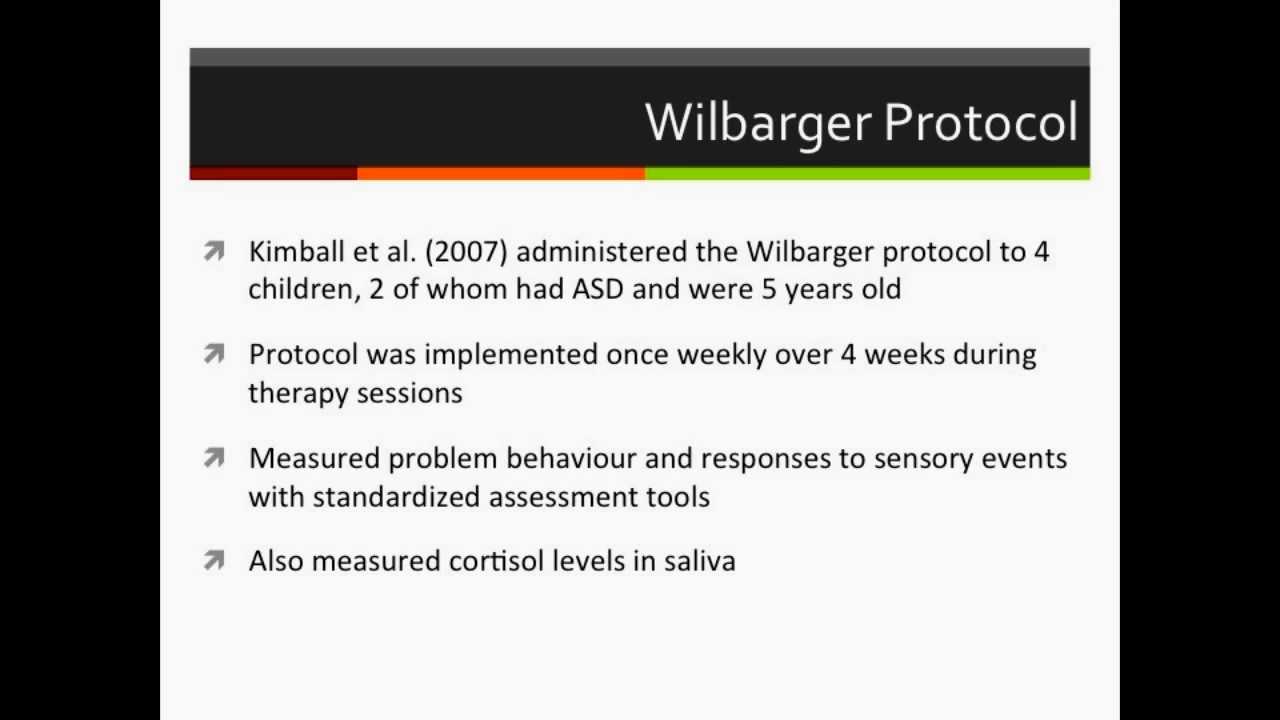 Wilbarger Protocol
Kimball et al. (2007) administered the Wilbarger protocol to 4
children, 2 of whom had ASD and were 5 years old
Protocol was implemented once weekly over 4 weeks during
therapy sessions
Measured problem behaviour and responses to sensory events
with standardized assessment tools
Also measured cortisol levels in saliva